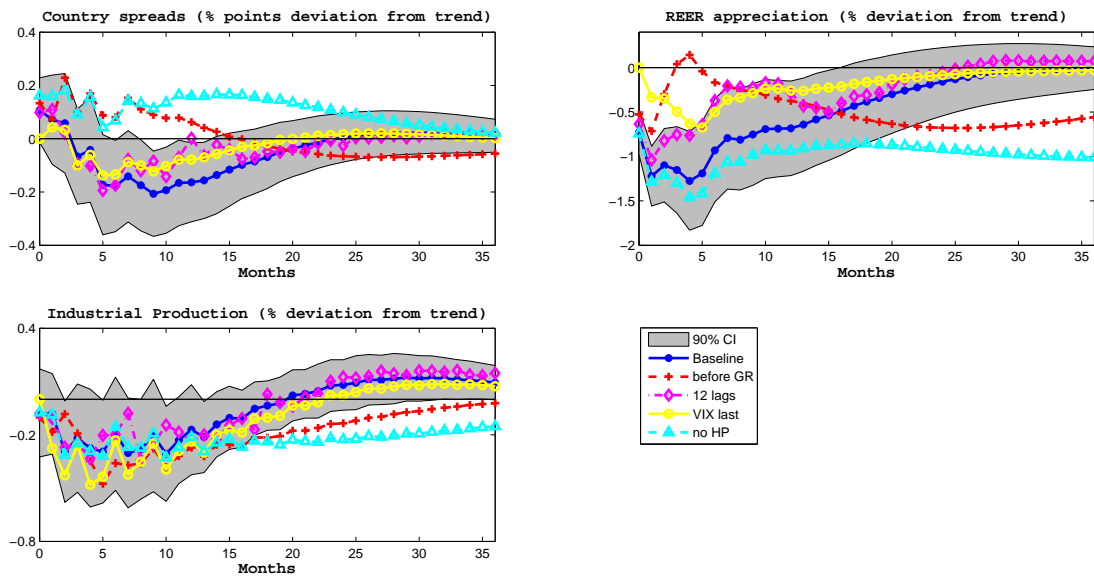 Country spreads (% points deviation from trend)
0.4
0.2
0
−0.2
−0.4
0 5 10 15 20 25 30 35
Months
REER appreciation (% deviation from trend)
0
−0.5
−1
−1.5
−2
0 5 10 15 20 25 30 35
Months
Industrial Production (% deviation from trend)
0.4
−0.2
−0.8
0 5 10 15 20 25 30 35
Months
90% CI
Baseline
before GR
12 lags
VIX last
no HP